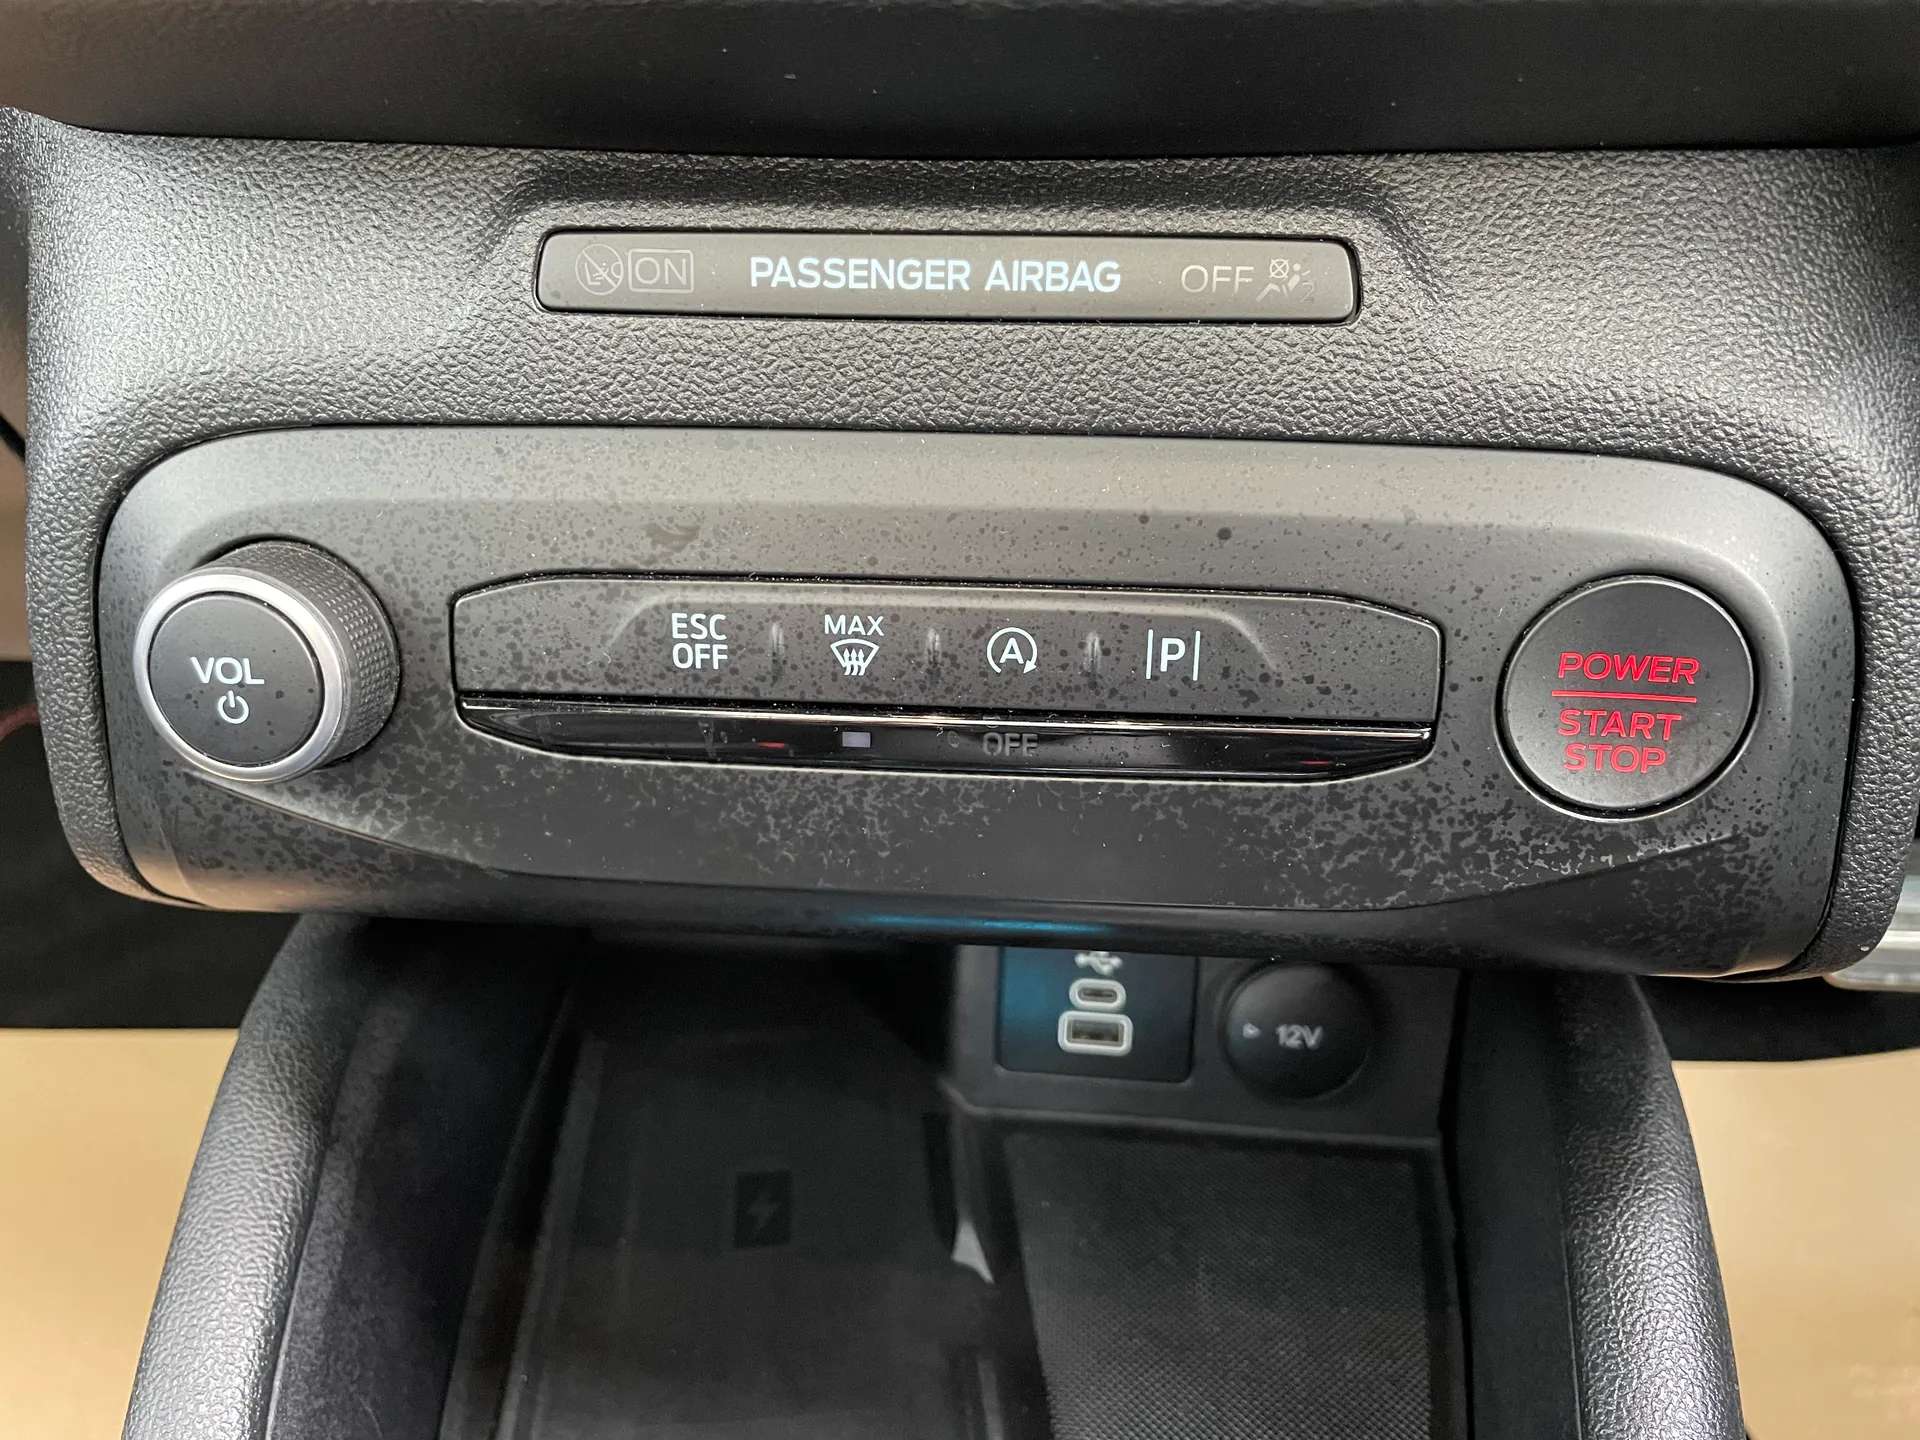 ON PASSENGER AIRBAG OFF
VOL
ESC
OFF
MAX
A
P
OFF
POWER
START
STOP
12V